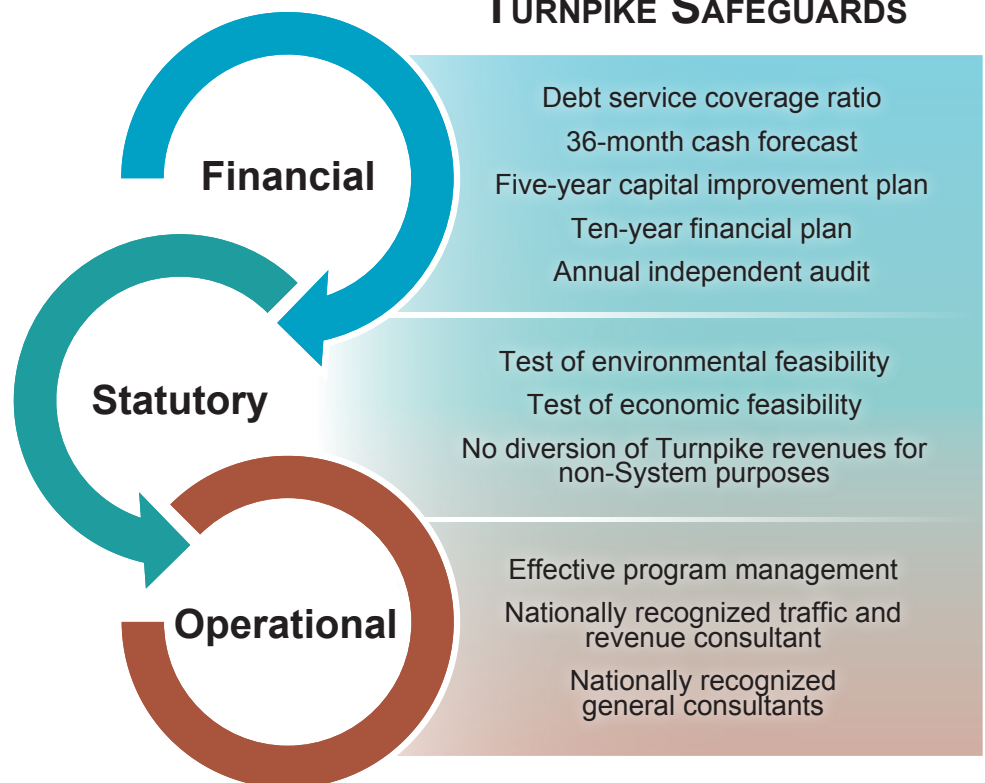 TURNPIKE SAFEGUARDS
Financial
Debt service coverage ratio
36-month cash forecast
Five-year capital improvement plan
Ten-year financial plan
Annual independent audit
Statutory
Test of environmental feasibility
Test of economic feasibility
No diversion of Turnpike revenues for
non-System purposes
Operational
Effective program management
Nationally recognized traffic and
revenue consultant
Nationally recognized
general consultants